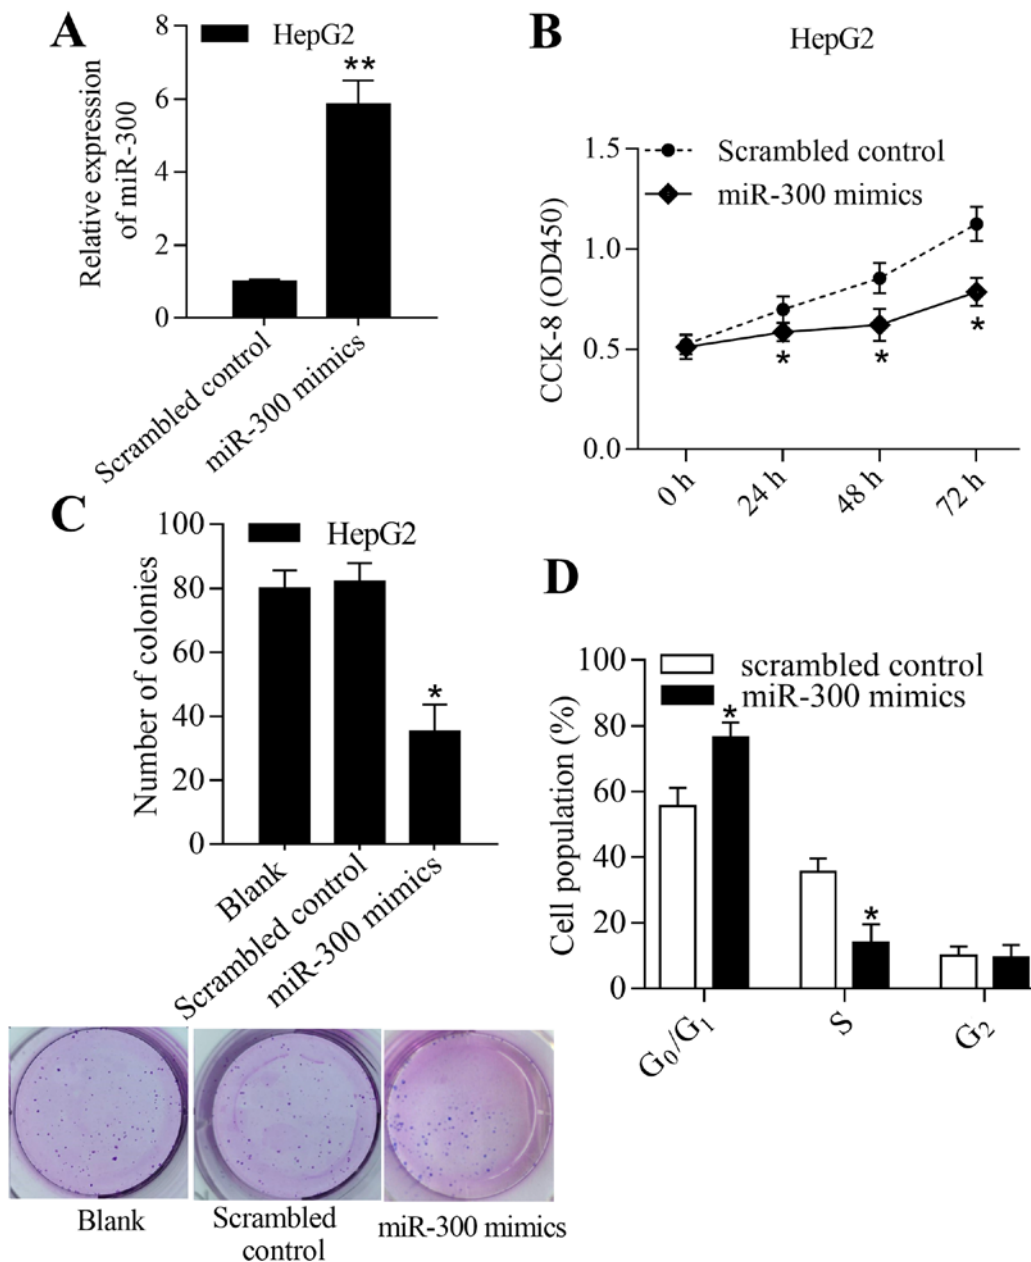 A
8
6
4
2
0
Relative expression
of miR-300
HepG2
**
Scrambled control
miR-300 mimics
B
HepG2
1.5
1.0
0.5
0.0
CCK-8 (OD450)
Scrambled control
miR-300 mimics
*
*
*
0 h
24 h
48 h
72 h
C
100
80
60
40
20
0
Number of colonies
HepG2
*
Blank
Scrambled control
miR-300 mimics
D
100
80
60
40
20
0
Cell population (%)
scrambled control
miR-300 mimics
*
*
G0/G1
S
G2
Blank
Scrambled
control
miR-300 mimics